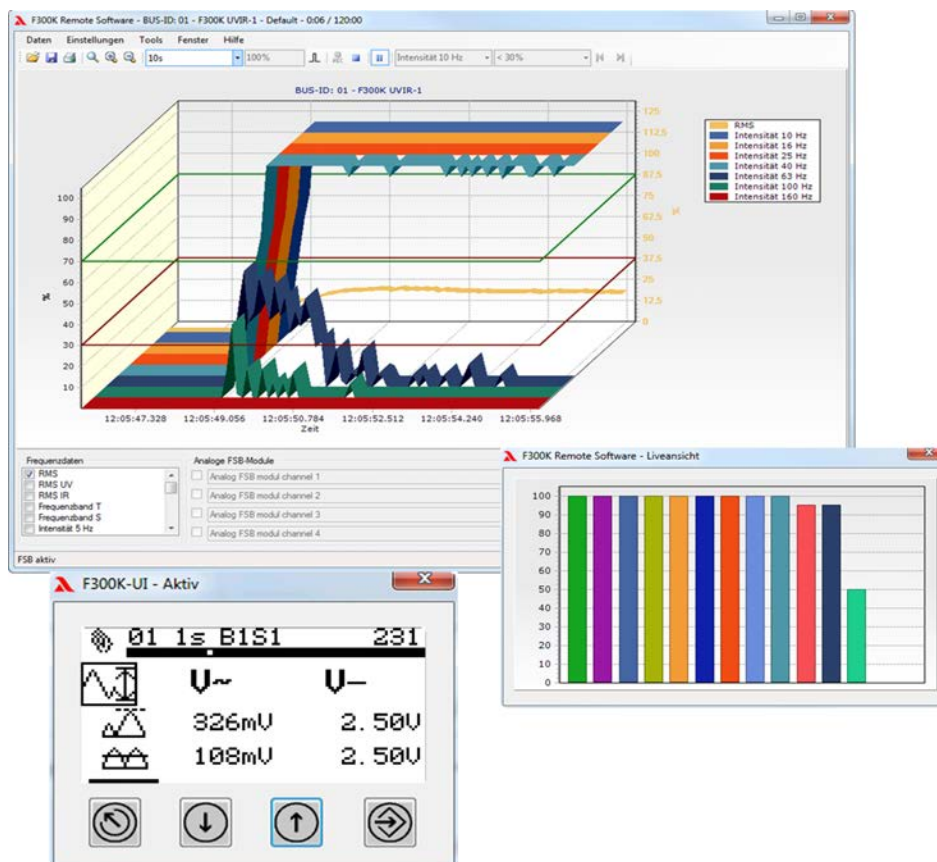 F300K Remote Software - BUS-ID: 01 - F300K UVIR-1 - Default - 0:06 / 120:00
Daten Einstellungen Tools Fenster Hilfe
10s 100% Intensität 10 Hz < 30%
BUS-ID: 01 - F300K UVIR-1
125
112,5
100
87,5
75
62,5
50
37,5
25
12,5
0
%
RMS
Intensität 10 Hz
Intensität 16 Hz
Intensität 25 Hz
Intensität 40 Hz
Intensität 63 Hz
Intensität 100 Hz
Intensität 160 Hz
100
90
80
70
60
50
40
30
20
10
%
12:05:47.328 12:05:49.056 12:05:50.784 12:05:52.512 12:05:54.240 12:05:55.968
Zeit
Frequenzdaten
RMS
RMS UV
RMS IR
Frequenzband T
Frequenzband S
Intensität 5 Hz
Analoge FSB-Module
Analog FSB modul channel 1
Analog FSB modul channel 2
Analog FSB modul channel 3
Analog FSB modul channel 4
FSB aktiv
F300K Remote Software - Liveansicht
100
90
80
70
60
50
40
30
20
10
0
F300K-UI - Aktiv
01 1s B1S1 231
V~ V–
326mV 2.50V
108mV 2.50V